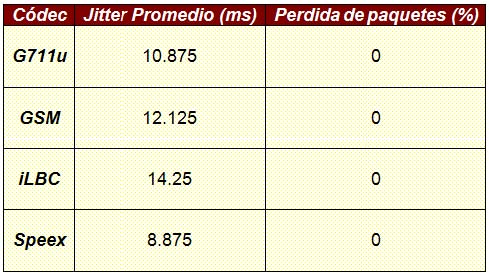 Códec Jitter Promedio (ms) Perdida de paquetes (%)
G711u 10.875 0
GSM 12.125 0
iLBC 14.25 0
Speex 8.875 0